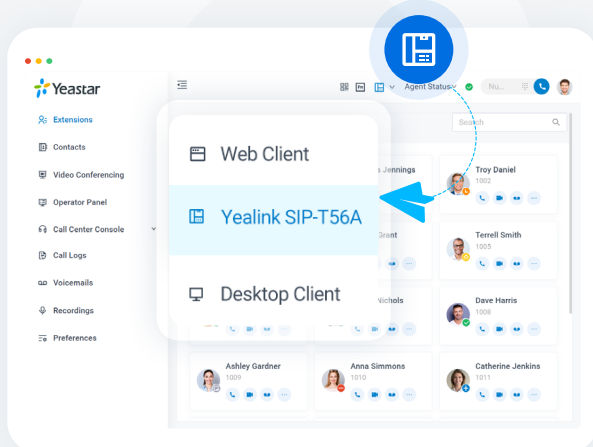 Yeastar
Agent Status
Nu...
Extensions
Contacts
Video Conferencing
Operator Panel
Call Center Console
Call Logs
Voicemails
Recordings
Preferences
Search
Web Client
Yealink SIP-T56A
Desktop Client
Jennings
Troy Daniel
1002
Grant
Terrell Smith
1005
Nichols
Dave Harris
1008
Ashley Gardner
1009
Anna Simmons
1010
Catherine Jenkins
1011